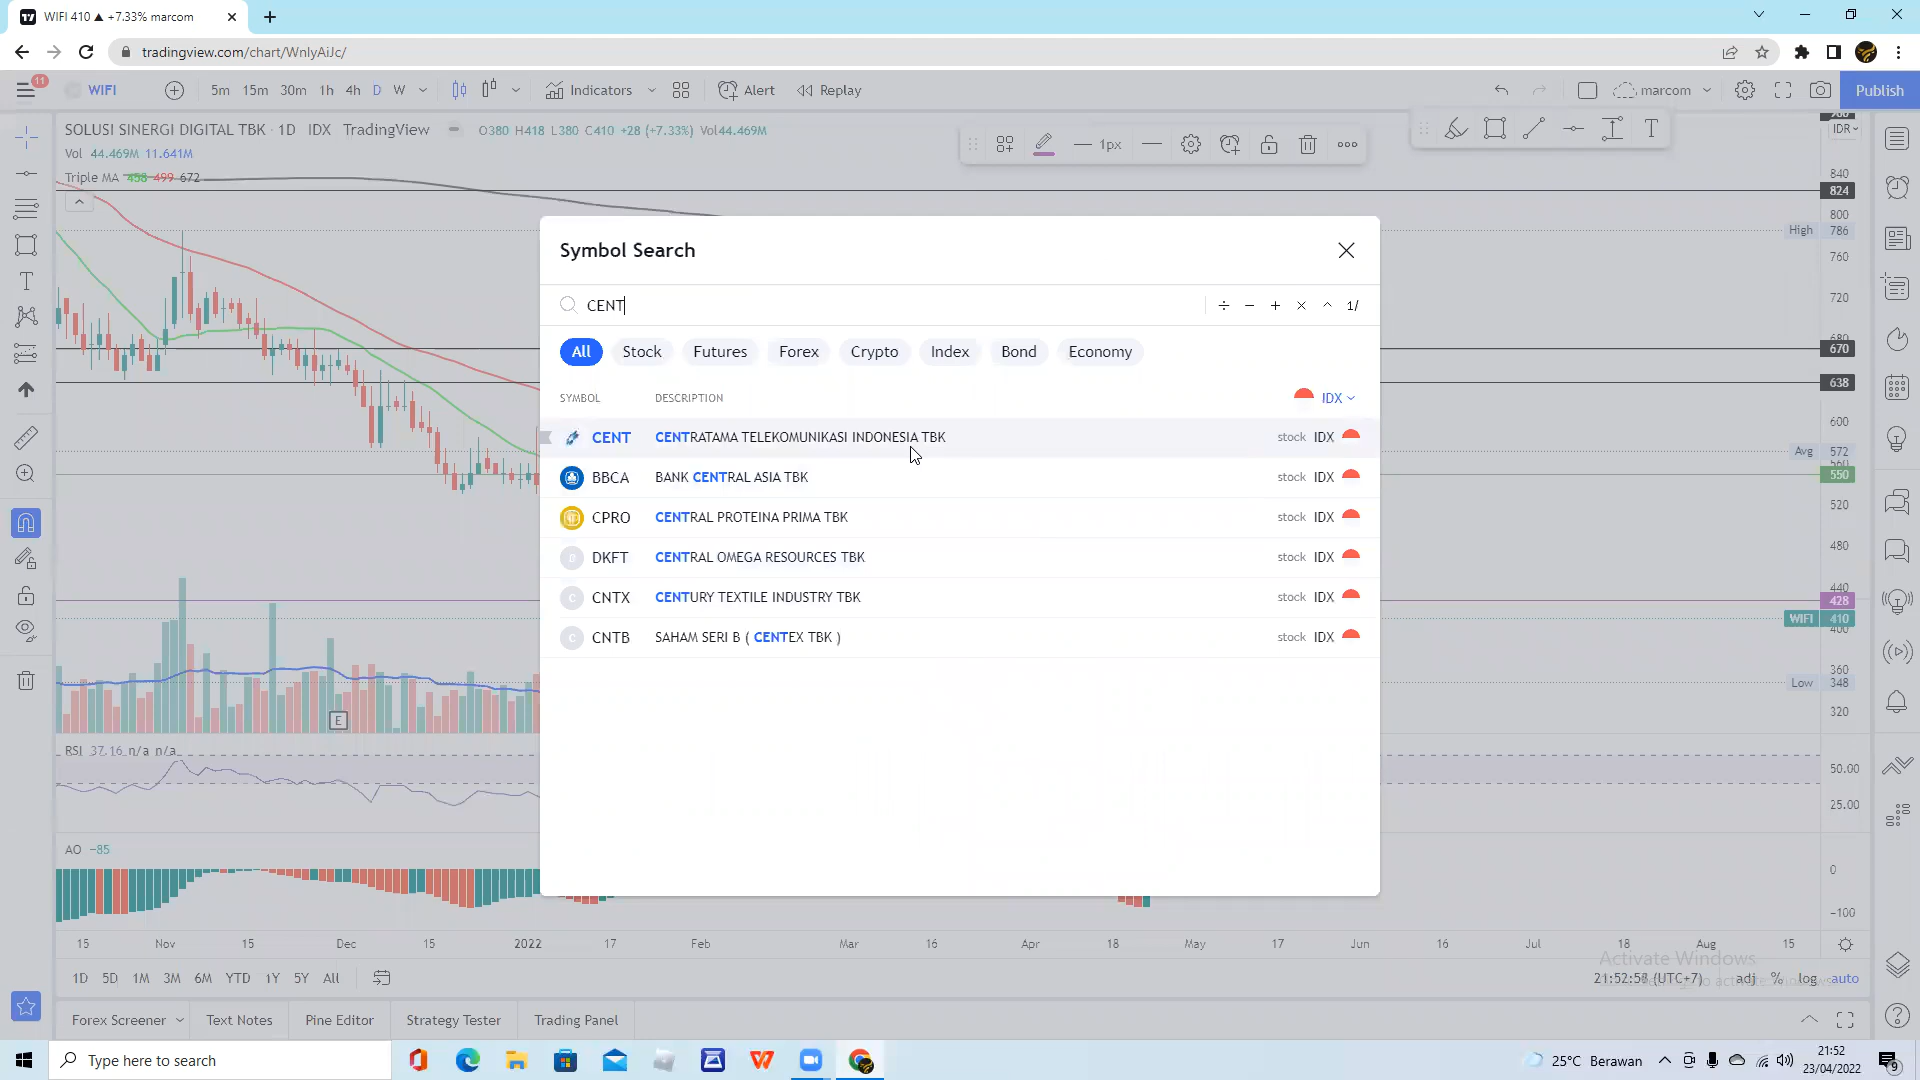 WIFI 410 ▲ +7.33% marcom
tradingview.com/chart/WnlyAiJc/
11
WIFI
5m 15m 30m 1h 4h D W
Indicators
Alert
Replay
marcom
Publish
SOLUSI SINERGI DIGITAL TBK · 1D · IDX TradingView
O380 H418 L380 C410 +28 (+7.33%) Vol44.469M
Vol 44.469M 11.641M
Triple MA 458 499 672
1px
T
T
IDR
840
824
800
High 786
760
720
680
670
638
600
Avg 572
560
550
520
480
440
428
WIFI 410
400
360
Low 348
320
Symbol Search
CENT
÷ − + × ^ 1/
All Stock Futures Forex Crypto Index Bond Economy
SYMBOL DESCRIPTION IDX
CENT CENTRATAMA TELEKOMUNIKASI INDONESIA TBK stock IDX
BBCA BANK CENTRAL ASIA TBK stock IDX
CPRO CENTRAL PROTEINA PRIMA TBK stock IDX
DKFT CENTRAL OMEGA RESOURCES TBK stock IDX
C CNTX CENTURY TEXTILE INDUSTRY TBK stock IDX
C CNTB SAHAM SERI B ( CENTEX TBK ) stock IDX
E
RSI 37.16 n/a n/a
50.00
25.00
AO −85
0
−100
15 Nov 15 Dec 15 2022 17 Feb Mar 16 Apr 18 May 17 Jun 16 Jul 18 Aug 15
Activate Windows
1D 5D 1M 3M 6M YTD 1Y 5Y All
21:52:56 (UTC+7) adj % log auto
Forex Screener Text Notes Pine Editor Strategy Tester Trading Panel
Type here to search
25°C Berawan
21:52
23/04/2022
9